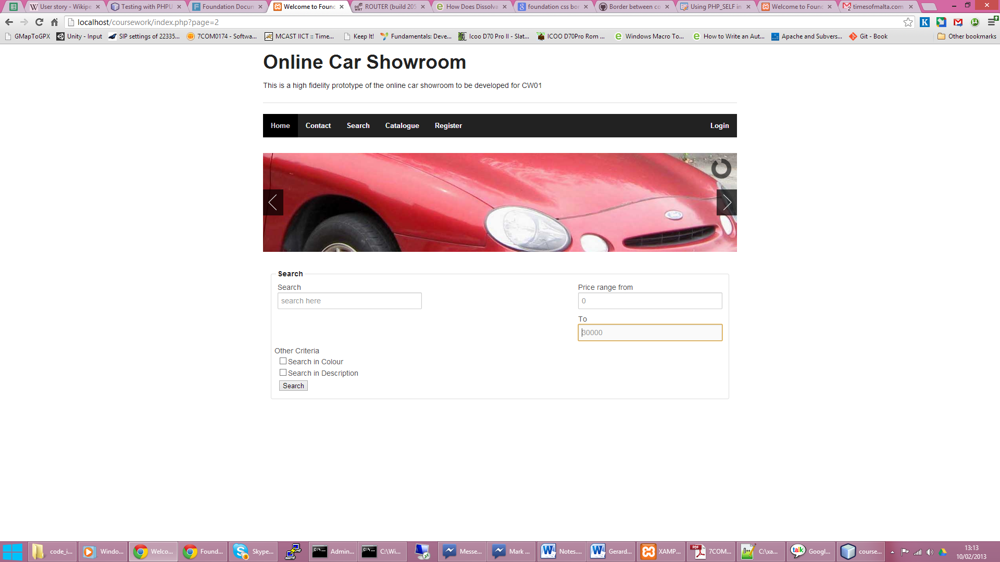 User story - Wikipe
Testing with PHPU
Foundation Docun
Welcome to Found
ROUTER (build 205
How Does Dissolva
foundation css bor
Border between co
Using PHP_SELF in
Welcome to Found
timesofmalta.com
localhost/coursework/index.php?page=2
GMapToGPX
Unity - Input
SIP settings of 22335...
7COM0174 - Softwa...
MCAST IICT :: Time...
Keep It!
Fundamentals: Deve...
Icoo D70 Pro II - Slat...
ICOO D70Pro Rom ...
Windows Macro To...
How to Write an Aut...
Apache and Subvers...
Git - Book
Other bookmarks
Online Car Showroom
This is a high fidelity prototype of the online car showroom to be developed for CW01
Home Contact Search Catalogue Register Login
Search
Search
search here
Price range from
0
To
30000
Other Criteria
Search in Colour
Search in Description
Search
code_i...
Windo...
Welco...
Found...
Skype...
Admin...
C:\Wi...
Messe...
Mark ...
Notes...
Gerard...
XAMP...
7COM...
C:\xa...
Googl...
course...
13:13
10/02/2013